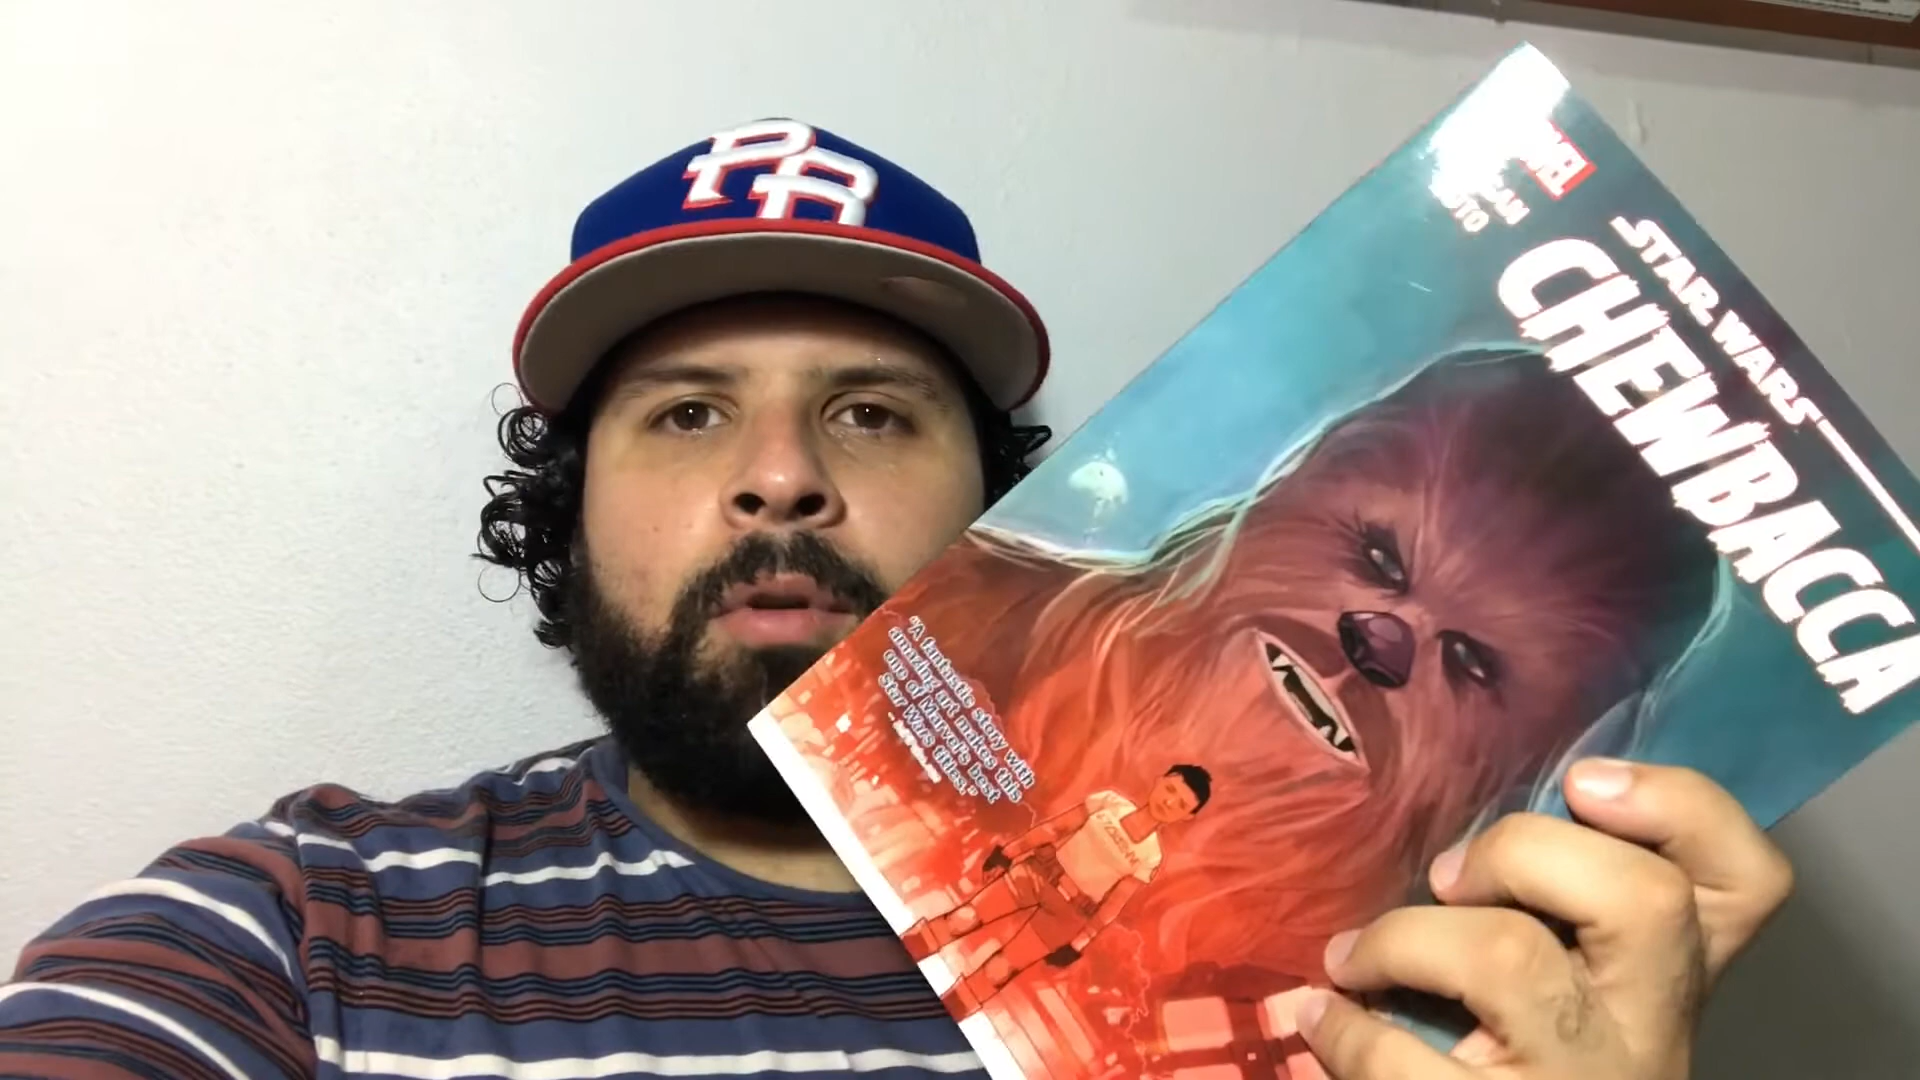 PR
STAR WARS
CHEWBACCA
"A fantastic story with
amazing art makes this
one of Marvel's best
Star Wars titles."